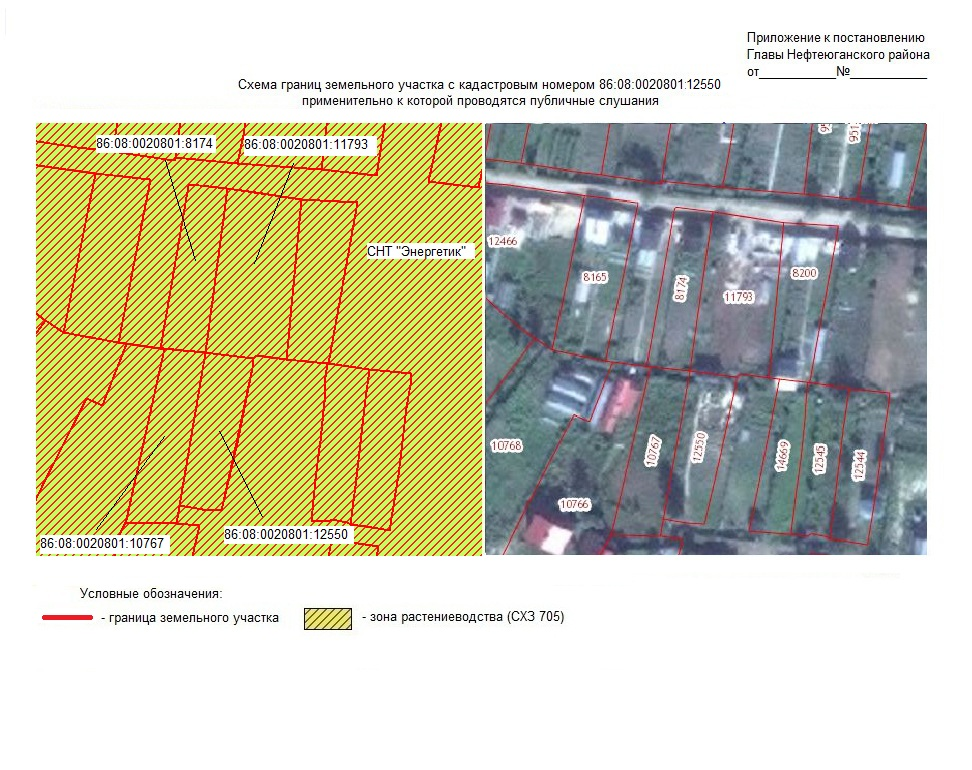 Приложение к постановлению
Главы Нефтеюганского района
от___________№___________
Схема границ земельного участка с кадастровым номером 86:08:0020801:12550
применительно к которой проводятся публичные слушания
86:08:0020801:8174
86:08:0020801:11793
СНТ "Энергетик"
86:08:0020801:10767
86:08:0020801:12550
12466
8165
8174
11793
8200
10768
10767
12550
14669
12545
12544
10766
Условные обозначения:
- граница земельного участка
- зона растениеводства (СХЗ 705)